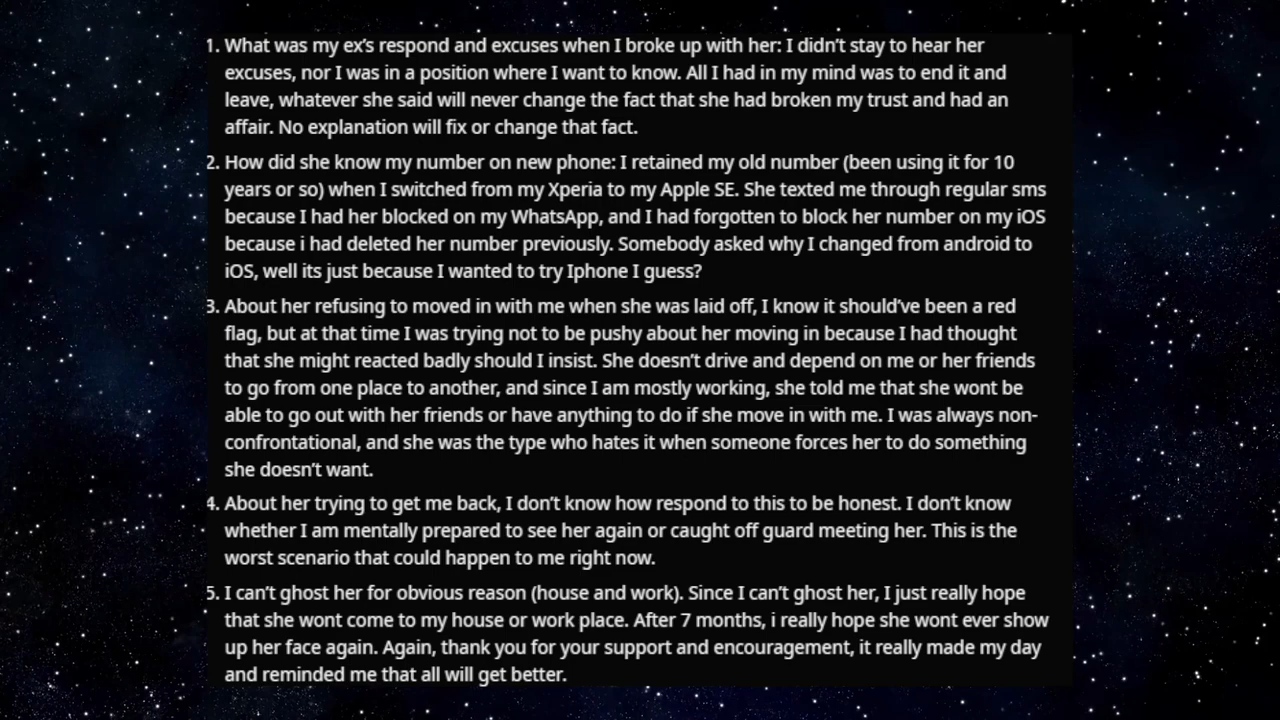 1. What was my ex's respond and excuses when I broke up with her: I didn't stay to hear her
excuses, nor I was in a position where I want to know. All I had in my mind was to end it and
leave, whatever she said will never change the fact that she had broken my trust and had an
affair. No explanation will fix or change that fact.
2. How did she know my number on new phone: I retained my old number (been using it for 10
years or so) when I switched from my Xperia to my Apple SE. She texted me through regular sms
because I had her blocked on my WhatsApp, and I had forgotten to block her number on my iOS
because i had deleted her number previously. Somebody asked why I changed from android to
iOS, well its just because I wanted to try Iphone I guess?
3. About her refusing to moved in with me when she was laid off, I know it should've been a red
flag, but at that time I was trying not to be pushy about her moving in because I had thought
that she might reacted badly should I insist. She doesn't drive and depend on me or her friends
to go from one place to another, and since I am mostly working, she told me that she wont be
able to go out with her friends or have anything to do if she move in with me. I was always non-
confrontational, and she was the type who hates it when someone forces her to do something
she doesn't want.
4. About her trying to get me back, I don't know how respond to this to be honest. I don't know
whether I am mentally prepared to see her again or caught off guard meeting her. This is the
worst scenario that could happen to me right now.
5. I can't ghost her for obvious reason (house and work). Since I can't ghost her, I just really hope
that she wont come to my house or work place. After 7 months, i really hope she wont ever show
up her face again. Again, thank you for your support and encouragement, it really made my day
and reminded me that all will get better.